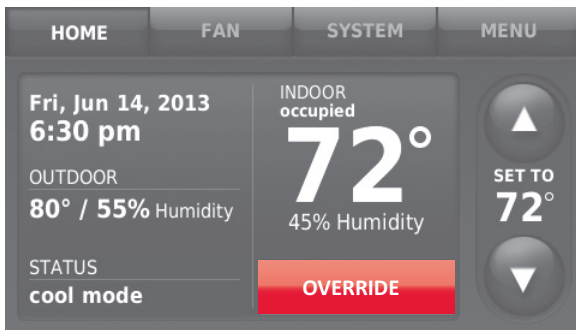 HOME FAN SYSTEM MENU
Fri, Jun 14, 2013
6:30 pm
OUTDOOR
80° / 55% Humidity
STATUS
cool mode
INDOOR
occupied
72°
45% Humidity
OVERRIDE
SET TO
72°